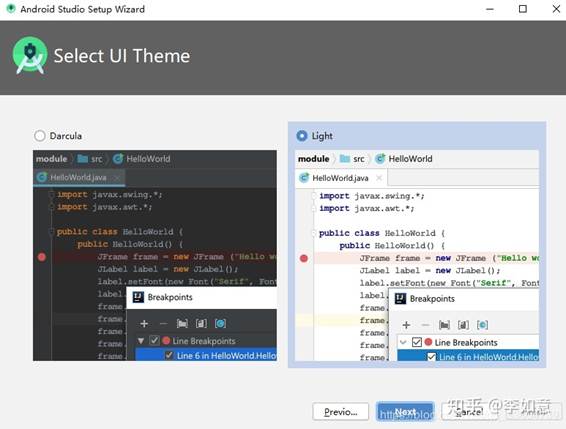 Android Studio Setup Wizard
Select UI Theme
Darcula
module src HelloWorld
HelloWorld.java
import javax.swing.*;
import java.awt.*;
public class HelloWorld {
public HelloWorld() {
JFrame frame = new JFrame ("Hello wo
JLabel label = new JLabel();
label.setFont(new Font("Serif", Font
label.
frame.
frame.
frame.
frame.
Breakpoints
Line Breakpoints
Line 6 in HelloWorld.Hello
Light
module src HelloWorld
HelloWorld.java
import javax.swing.*;
import java.awt.*;
public class HelloWorld {
public HelloWorld() {
JFrame frame = new JFrame ("Hello wo
JLabel label = new JLabel();
label.setFont(new Font("Serif", Font
label.
frame.
frame.
frame.
frame.
Breakpoints
Line Breakpoints
Line 6 in HelloWorld.Hello
知乎 @李如意
https://blog.
Previo... Next Cancel Finish